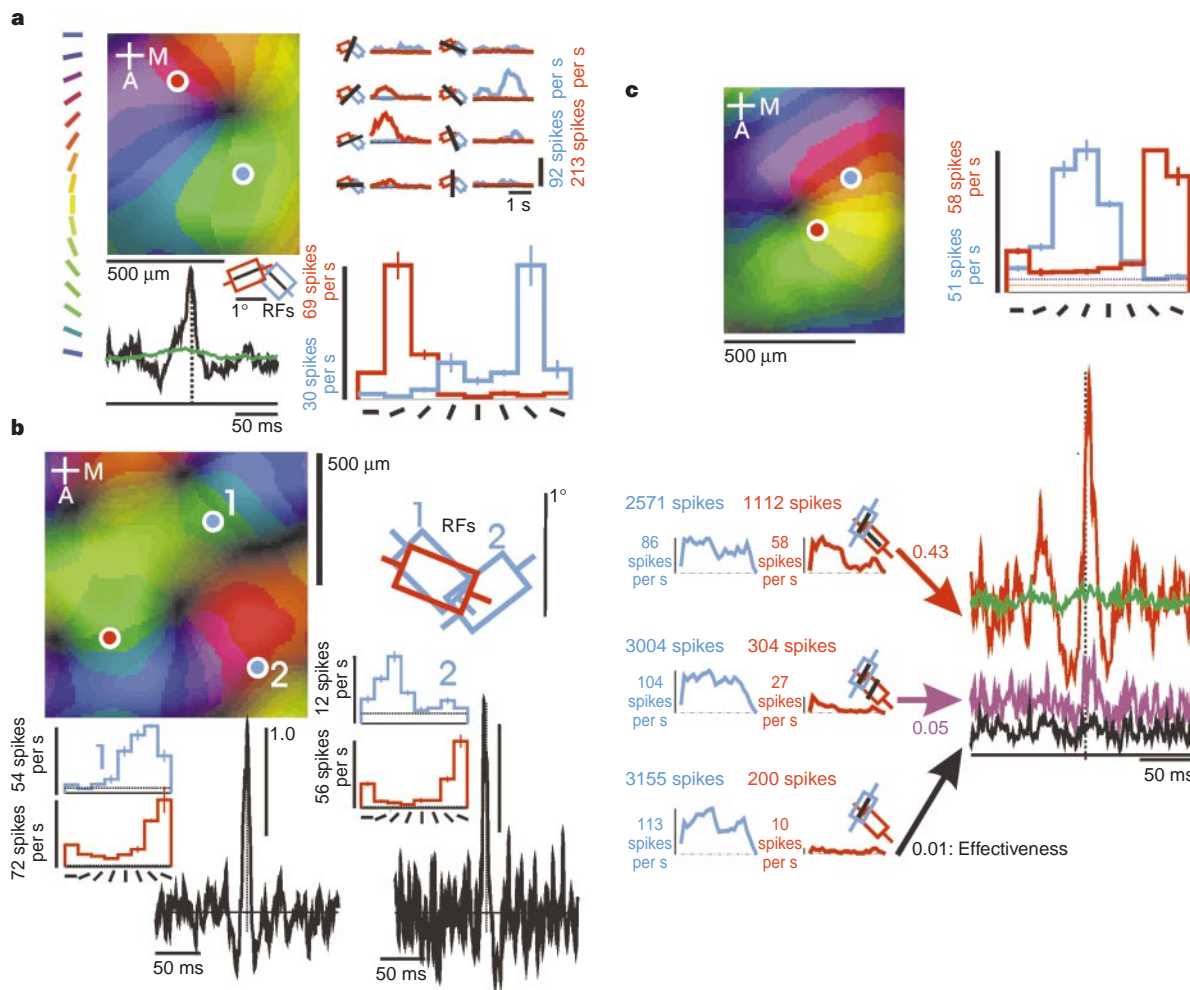 a
M
A
92 spikes per s
213 spikes per s
1 s
500 µm
1°
RFs
50 ms
69 spikes per s
30 spikes per s
b
M
A
1
2
500 µm
1
RFs
2
1°
54 spikes per s
1
72 spikes per s
1.0
50 ms
12 spikes per s
2
56 spikes per s
50 ms
c
M
A
500 µm
58 spikes per s
51 spikes per s
2571 spikes
1112 spikes
86 spikes per s
58 spikes per s
0.43
3004 spikes
304 spikes
104 spikes per s
27 spikes per s
0.05
3155 spikes
200 spikes
113 spikes per s
10 spikes per s
0.01: Effectiveness
50 ms